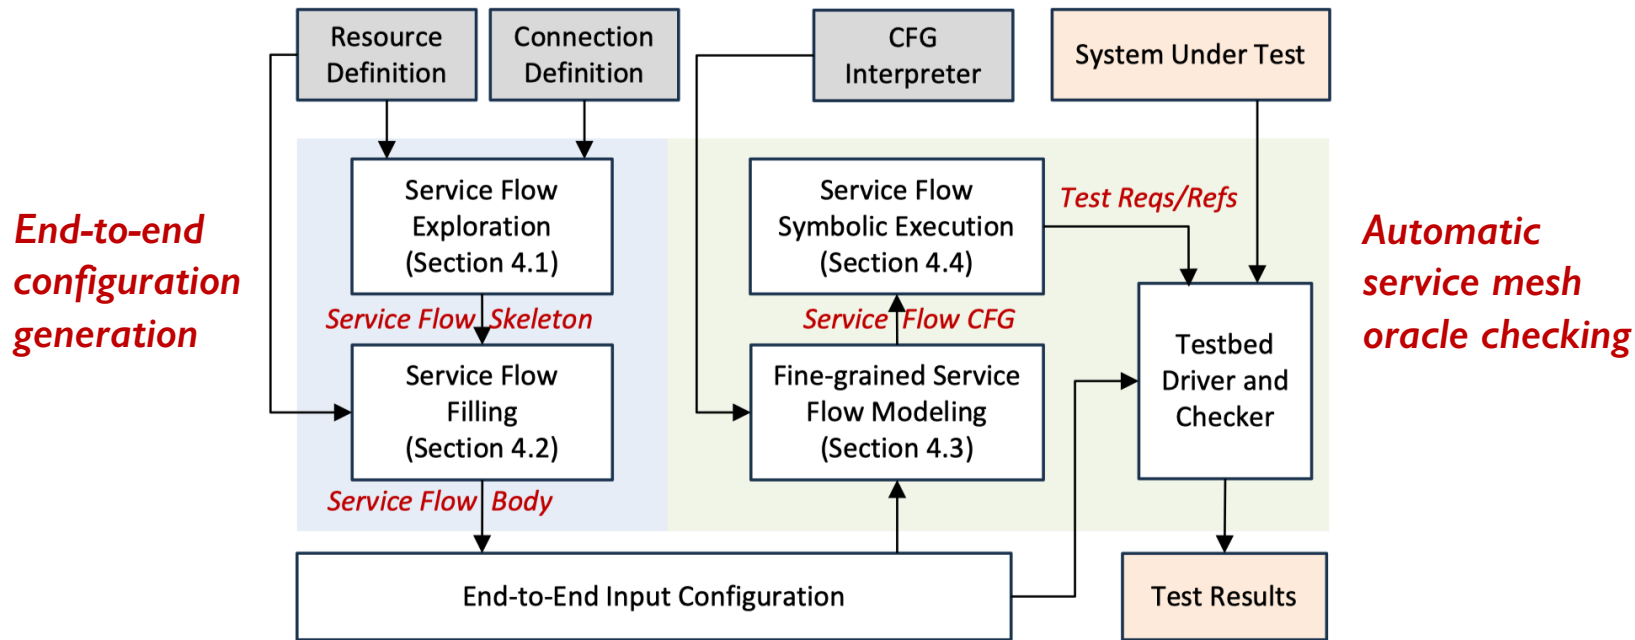 Resource
Definition
Connection
Definition
CFG
Interpreter
System Under Test
End-to-end
configuration
generation
Service Flow
Exploration
(Section 4.1)
Service Flow Skeleton
Service Flow
Filling
(Section 4.2)
Service Flow Body
Service Flow
Symbolic Execution
(Section 4.4)
Test Reqs/Refs
Service Flow CFG
Fine-grained Service
Flow Modeling
(Section 4.3)
Testbed
Driver and
Checker
Automatic
service mesh
oracle checking
End-to-End Input Configuration
Test Results